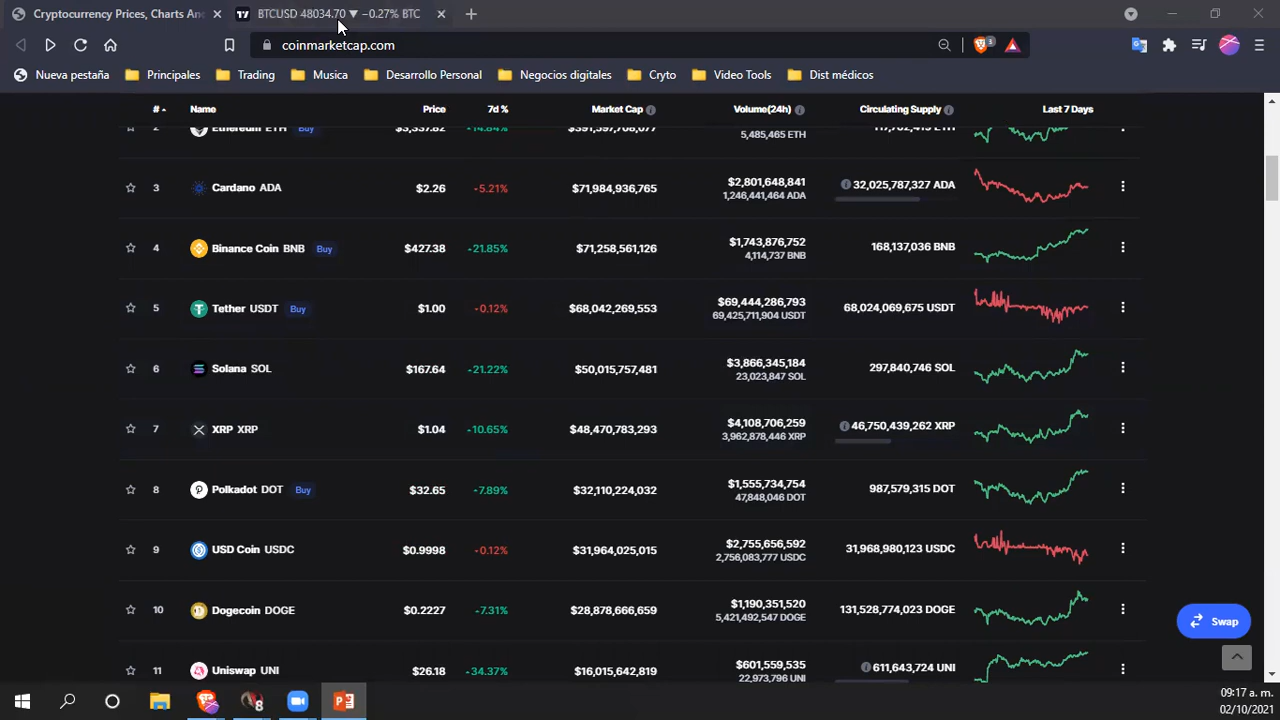 Cryptocurrency Prices, Charts And
BTCUSD 48034.70 ▼ −0.27% BTC
coinmarketcap.com
3
Nueva pestaña
Principales
Trading
Musica
Desarrollo Personal
Negocios digitales
Cryto
Video Tools
Dist médicos
# Name Price 7d % Market Cap Volume(24h) Circulating Supply Last 7 Days
2 Ethereum ETH Buy $3,337.82 -14.84%
5,485,465 ETH
3 Cardano ADA $2.26 -5.21% $71,984,936,765 $2,801,648,841 32,025,787,327 ADA
1,246,441,464 ADA
4 Binance Coin BNB Buy $427.38 -21.85% $71,258,561,126 $1,743,876,752 168,137,036 BNB
4,114,737 BNB
5 Tether USDT Buy $1.00 -0.12% $68,042,269,553 $69,444,286,793 68,024,069,675 USDT
69,425,711,904 USDT
6 Solana SOL $167.64 -21.22% $50,015,757,481 $3,866,345,184 297,840,746 SOL
23,023,847 SOL
7 XRP XRP $1.04 -10.65% $48,470,783,293 $4,108,706,259 46,750,439,262 XRP
3,962,878,446 XRP
8 Polkadot DOT Buy $32.65 -7.89% $32,110,224,032 $1,555,734,754 987,579,315 DOT
47,848,046 DOT
9 USD Coin USDC $0.9998 -0.12% $31,964,025,015 $2,755,656,592 31,968,980,123 USDC
2,756,083,777 USDC
10 Dogecoin DOGE $0.2227 -7.31% $28,878,666,659 $1,190,351,520 131,528,774,023 DOGE
5,421,492,547 DOGE
Swap
11 Uniswap UNI $26.18 -34.37% $16,015,642,819 $601,559,535 611,643,724 UNI
22,973,796 UNI
8
09:17 a. m.
02/10/2021